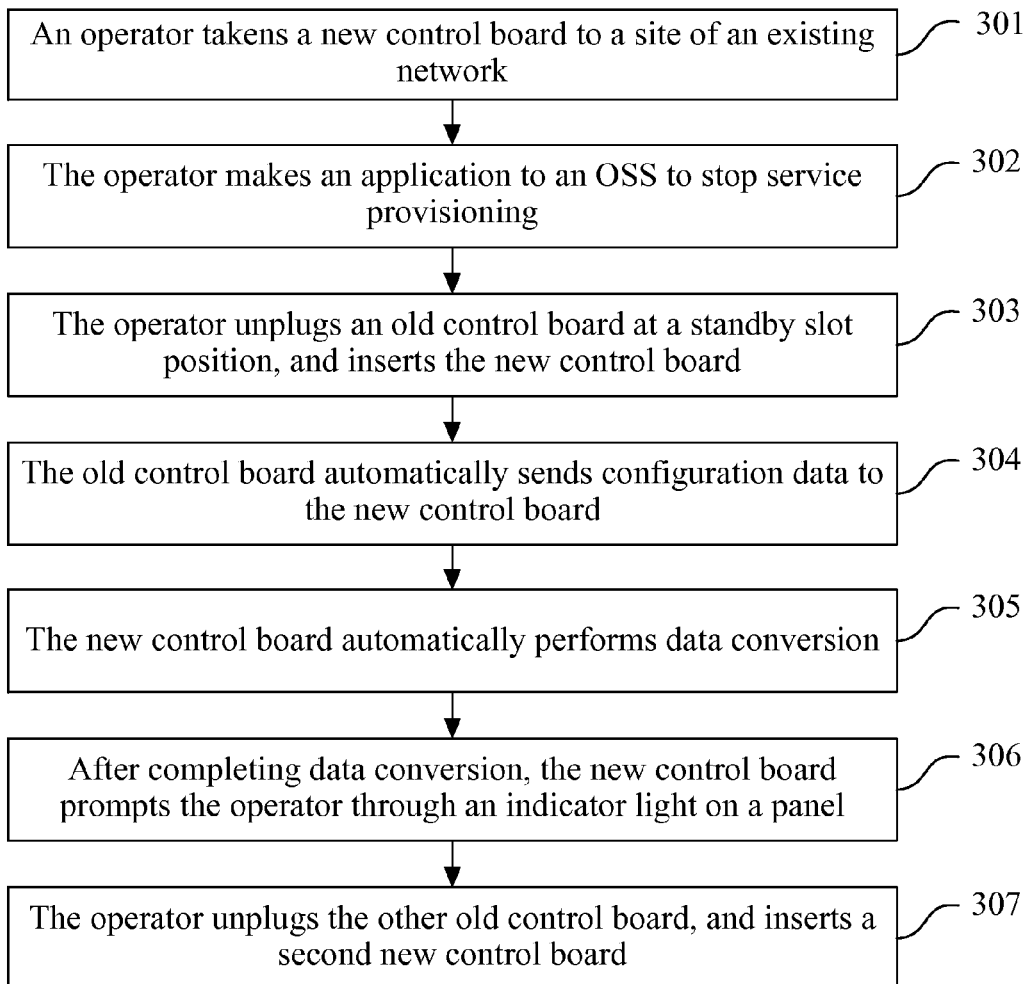 An operator takens a new control board to a site of an existing
network
301
The operator makes an application to an OSS to stop service
provisioning
302
The operator unplugs an old control board at a standby slot
position, and inserts the new control board
303
The old control board automatically sends configuration data to
the new control board
304
The new control board automatically performs data conversion
305
After completing data conversion, the new control board
prompts the operator through an indicator light on a panel
306
The operator unplugs the other old control board, and inserts a
second new control board
307